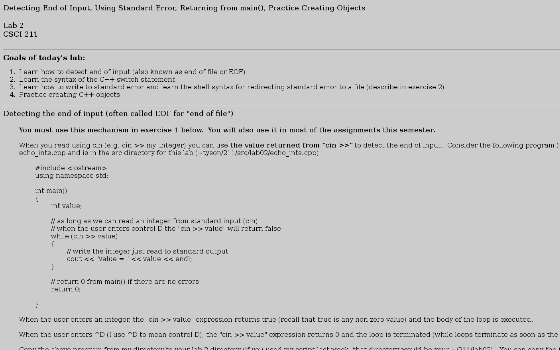 Detecting End of Input, Using Standard Error, Returning from main(), Practice Creating Objects
Lab 2
CSCI 211
Goals of today's lab:
1. Learn how to detect end of input (also known as end of file or EOF)
2. Learn the syntax of the C++ switch statement
3. Learn how to write to standard error and learn the shell syntax for redirecting standard error to a file (describe in exercise 2)
4. Practice creating C++ objects
Detecting the end of input (often called EOF for "end of file")
You must use this mechanism in exercise 1 below. You will also use it in most of the assignments this semester.
When you read using cin (e.g. cin >> my_integer) you can use the value returned from "cin >>" to detect the end of input. Consider the following program (
echo_ints.cpp and is in the src directory for this lab (~tyson/211/src/lab02/echo_ints.cpp)
#include <iostream>
using namespace std;
int main()
{
int value;
// as long as we can read an integer from standard input (cin)
// when the user enters control D the "cin >> value" will return false
while (cin >> value)
{
// write the integer just read to standard output
cout << "value = " << value << endl;
}
// return 0 from main() if there are no errors
return 0;
}
When the user enters an integer, the "cin >> value" expression returns true (recall that true is any non zero value) and the body of the loop is executed.
When the user enters ^D (I use ^D to mean control D), the "cin >> value" expression returns 0 and the loop is terminated (while loops terminate as soon as the